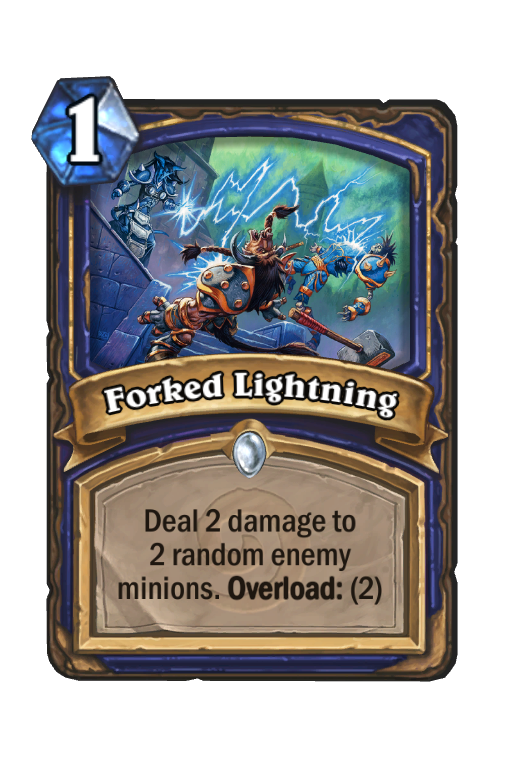 1
Forked Lightning
Deal 2 damage to
2 random enemy
minions. Overload: (2)